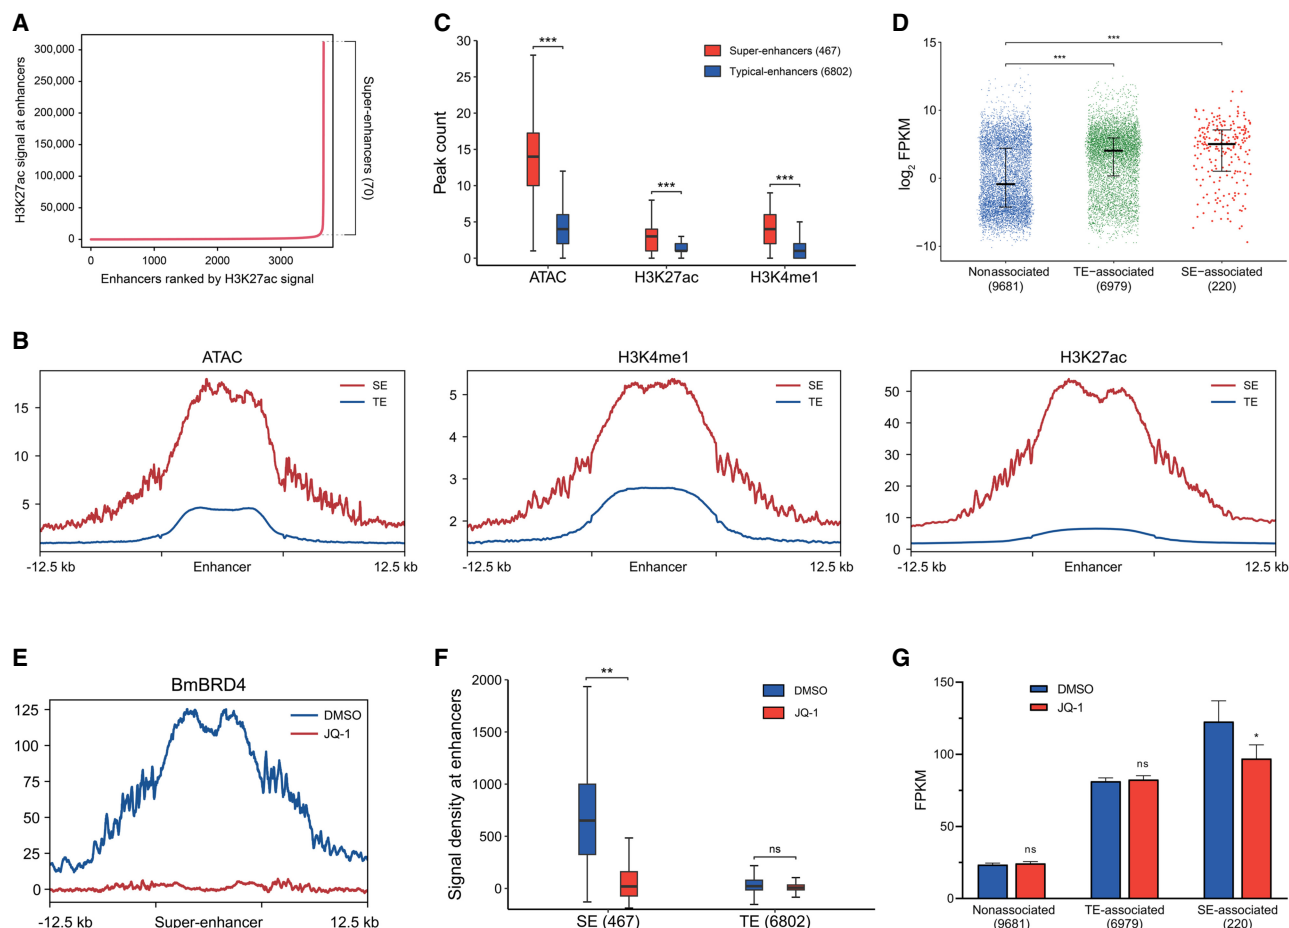 A
H3K27ac signal at enhancers
300,000
250,000
200,000
150,000
100,000
50,000
0
0 1000 2000 3000
Enhancers ranked by H3K27ac signal
Super-enhancers (70)
C
Peak count
30
25
20
15
10
5
0
***
***
***
Super-enhancers (467)
Typical-enhancers (6802)
ATAC H3K27ac H3K4me1
D
log2 FPKM
15
10
0
−10
***
***
Nonassociated (9681)
TE−associated (6979)
SE−associated (220)
B
ATAC
15
10
5
SE
TE
-12.5 kb Enhancer 12.5 kb
H3K4me1
5
4
3
2
SE
TE
-12.5 kb Enhancer 12.5 kb
H3K27ac
50
40
30
20
10
0
SE
TE
-12.5 kb Enhancer 12.5 kb
E
BmBRD4
125
100
75
50
25
0
DMSO
JQ-1
-12.5 kb Super-enhancer 12.5 kb
F
Signal density at enhancers
2000
1500
1000
500
0
**
ns
DMSO
JQ-1
SE (467) TE (6802)
G
FPKM
150
100
50
0
DMSO
JQ-1
ns
ns
*
Nonassociated (9681)
TE-associated (6979)
SE-associated (220)